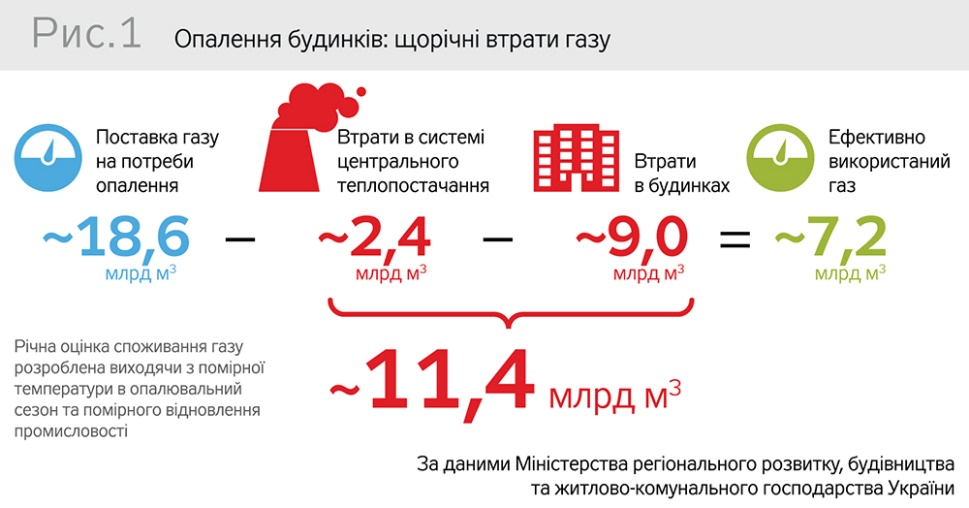 Рис.1 Опалення будинків: щорічні втрати газу
Поставка газу
на потреби
опалення
Втрати в системі
центрального
теплопостачання
Втрати
в будинках
Ефективно
використаний
газ
~18,6 – ~2,4 – ~9,0 = ~7,2
млрд м³ млрд м³ млрд м³ млрд м³
~11,4 млрд м³
Річна оцінка споживання газу
розроблена виходячи з помірної
температури в опалювальний
сезон та помірного відновлення
промисловості
За даними Міністерства регіонального розвитку, будівництва
та житлово-комунального господарства України